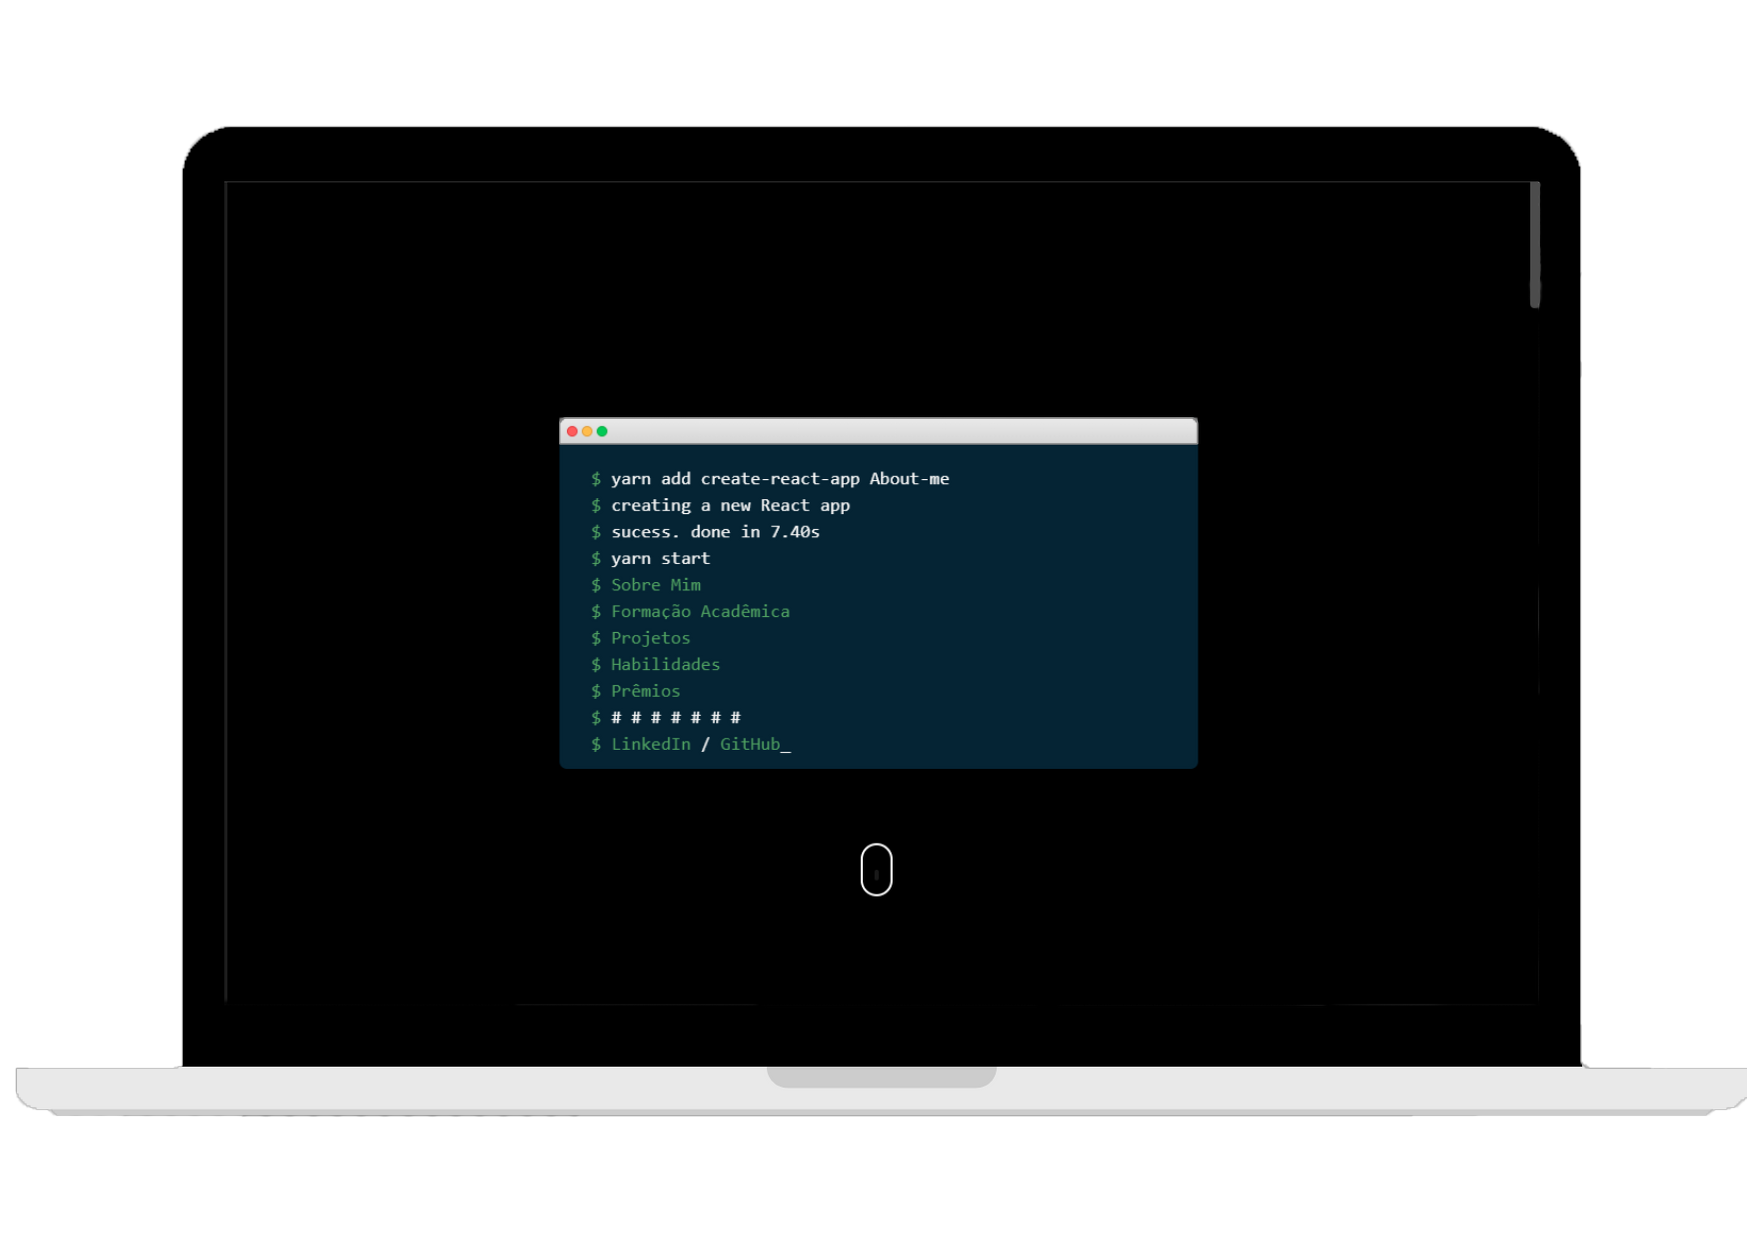 $ yarn add create-react-app About-me
$ creating a new React app
$ sucess. done in 7.40s
$ yarn start
$ Sobre Mim
$ Formação Acadêmica
$ Projetos
$ Habilidades
$ Prêmios
$ # # # # # # #
$ LinkedIn / GitHub_